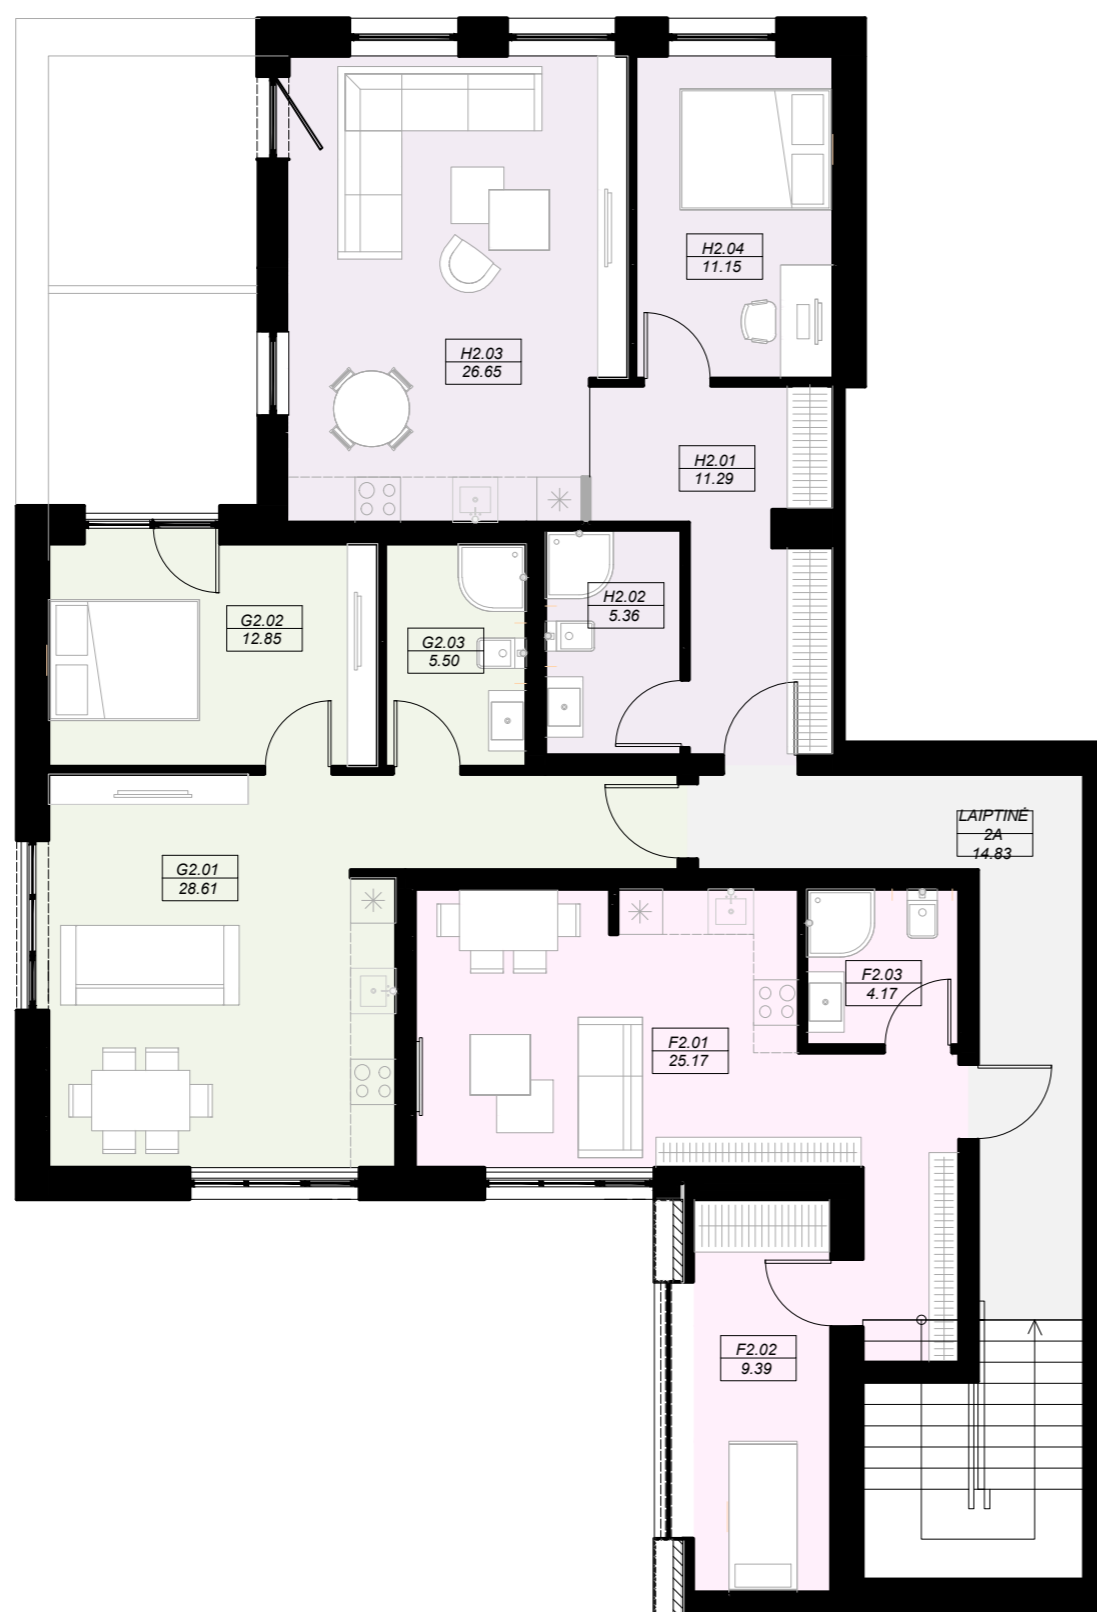 H2.04
11.15
H2.03
26.65
H2.01
11.29
H2.02
5.36
G2.02
12.85
G2.03
5.50
LAIPTINĖ
2A
14.83
G2.01
28.61
F2.03
4.17
F2.01
25.17
F2.02
9.39